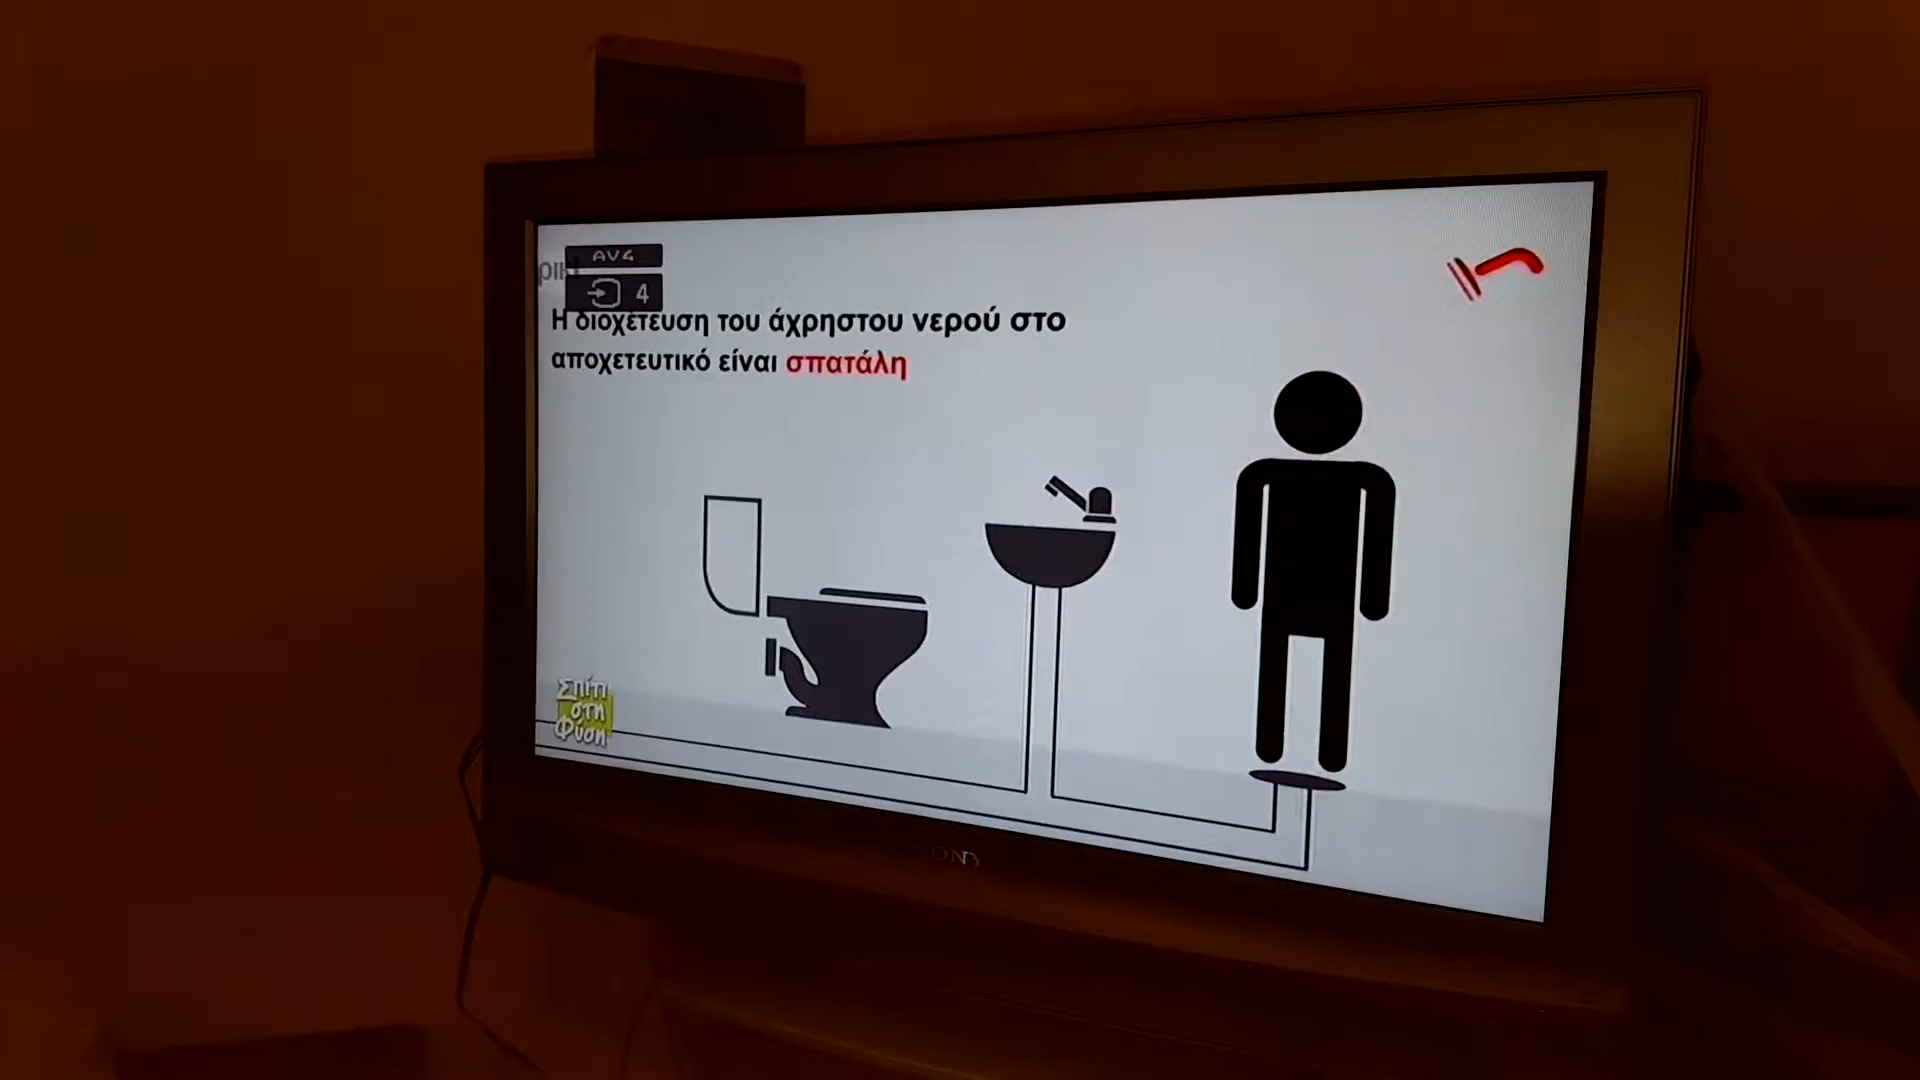 AV4
4
Η διοχέτευση του άχρηστου νερού στο
αποχετευτικό είναι σπατάλη
Σπίτι
στη
Φύση
SONY